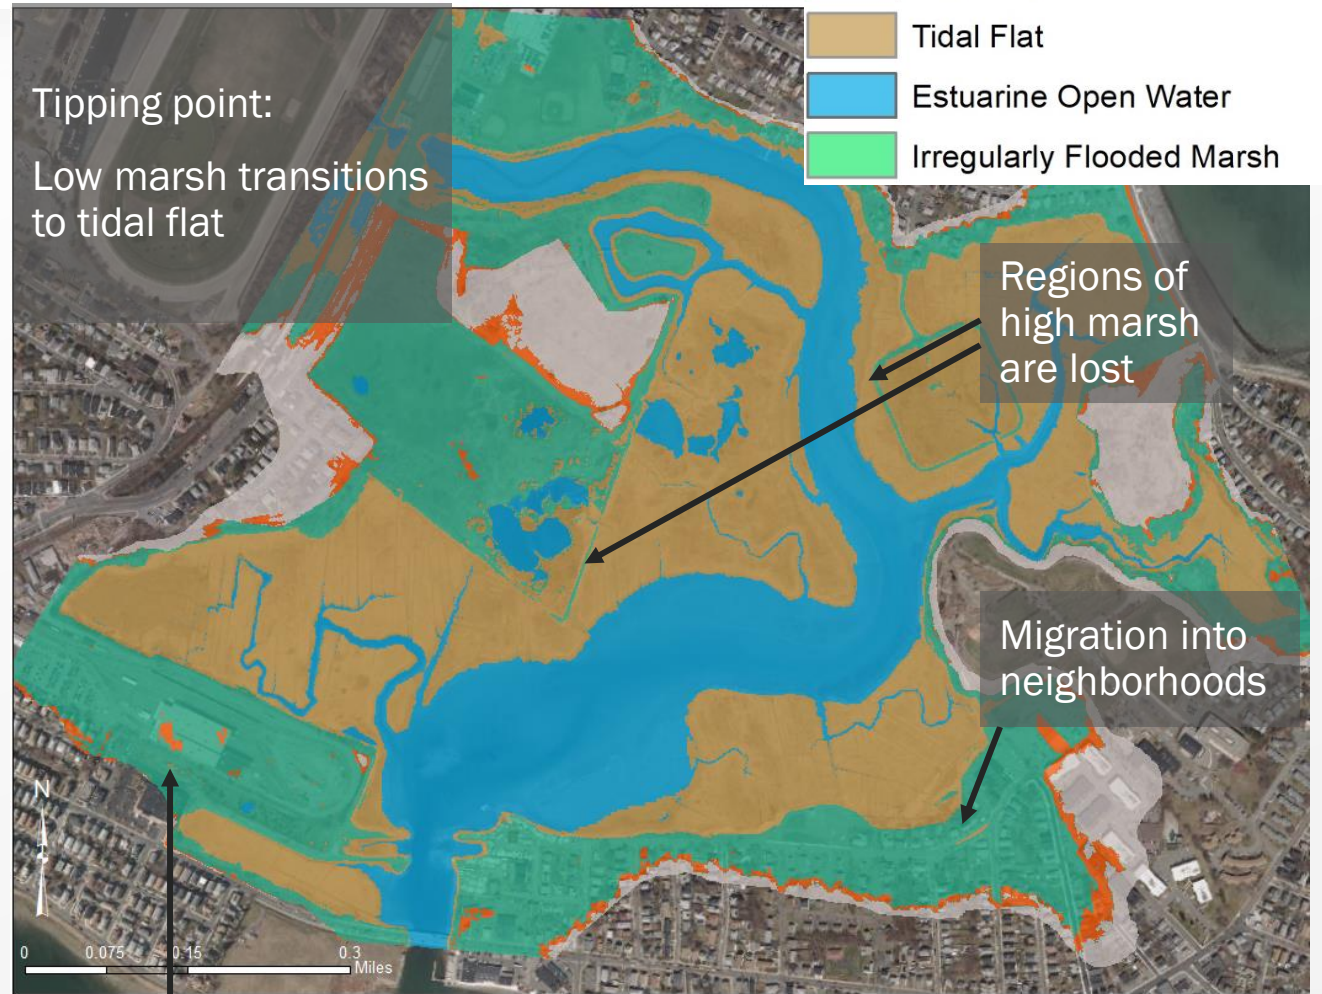 Tipping point:
Low marsh transitions
to tidal flat
Tidal Flat
Estuarine Open Water
Irregularly Flooded Marsh
Regions of
high marsh
are lost
Migration into
neighborhoods
N
0 0.075 0.15 0.3
Miles